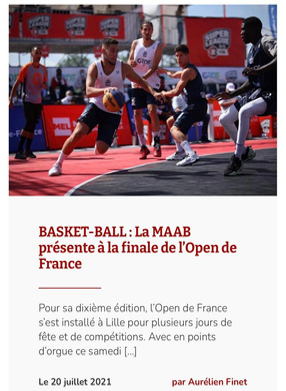 MEL
BASKET-BALL : La MAAB
présente à la finale de l’Open de
France
Pour sa dixième édition, l’Open de France
s’est installé à Lille pour plusieurs jours de
fête et de compétitions. Avec en points
d’orgue ce samedi [...]
Le 20 juillet 2021
par Aurélien Finet